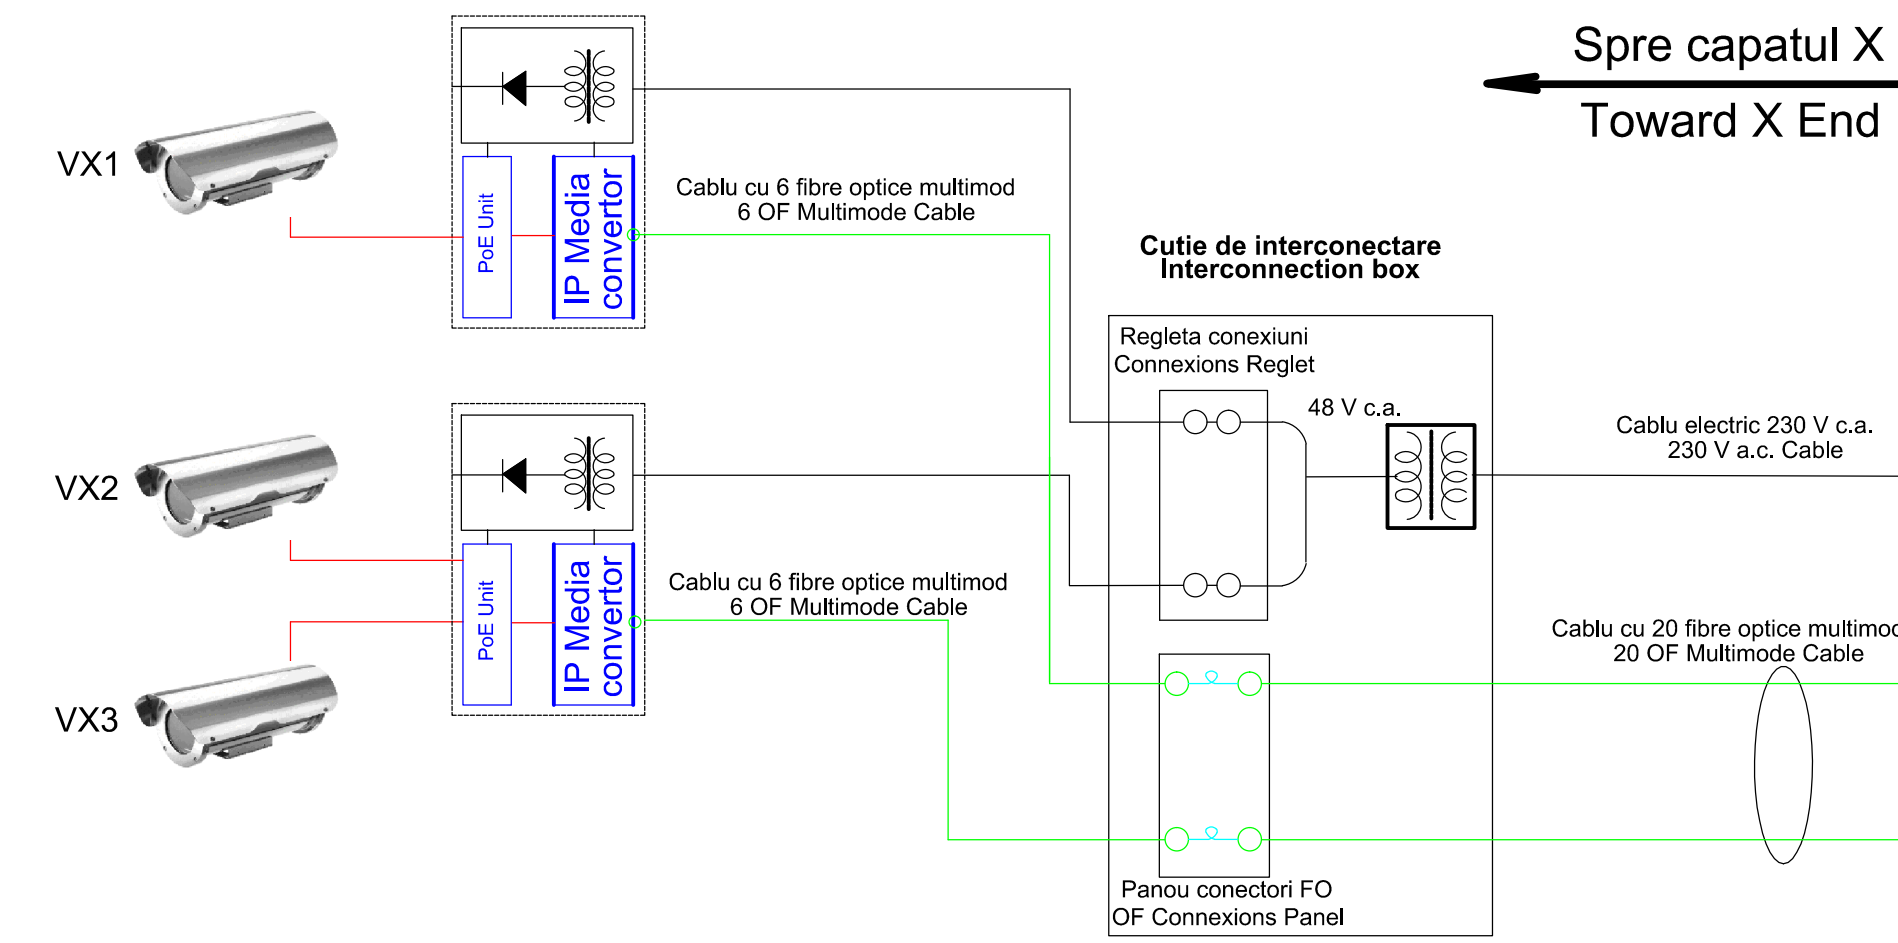 Spre capatul X
Toward X End
VX1
PoE Unit
IP Media
convertor
Cablu cu 6 fibre optice multimod
6 OF Multimode Cable
Cutie de interconectare
Interconnection box
Regleta conexiuni
Connexions Reglet
48 V c.a.
Cablu electric 230 V c.a.
230 V a.c. Cable
VX2
PoE Unit
IP Media
convertor
Cablu cu 6 fibre optice multimod
6 OF Multimode Cable
VX3
Cablu cu 20 fibre optice multimod
20 OF Multimode Cable
Panou conectori FO
OF Connexions Panel